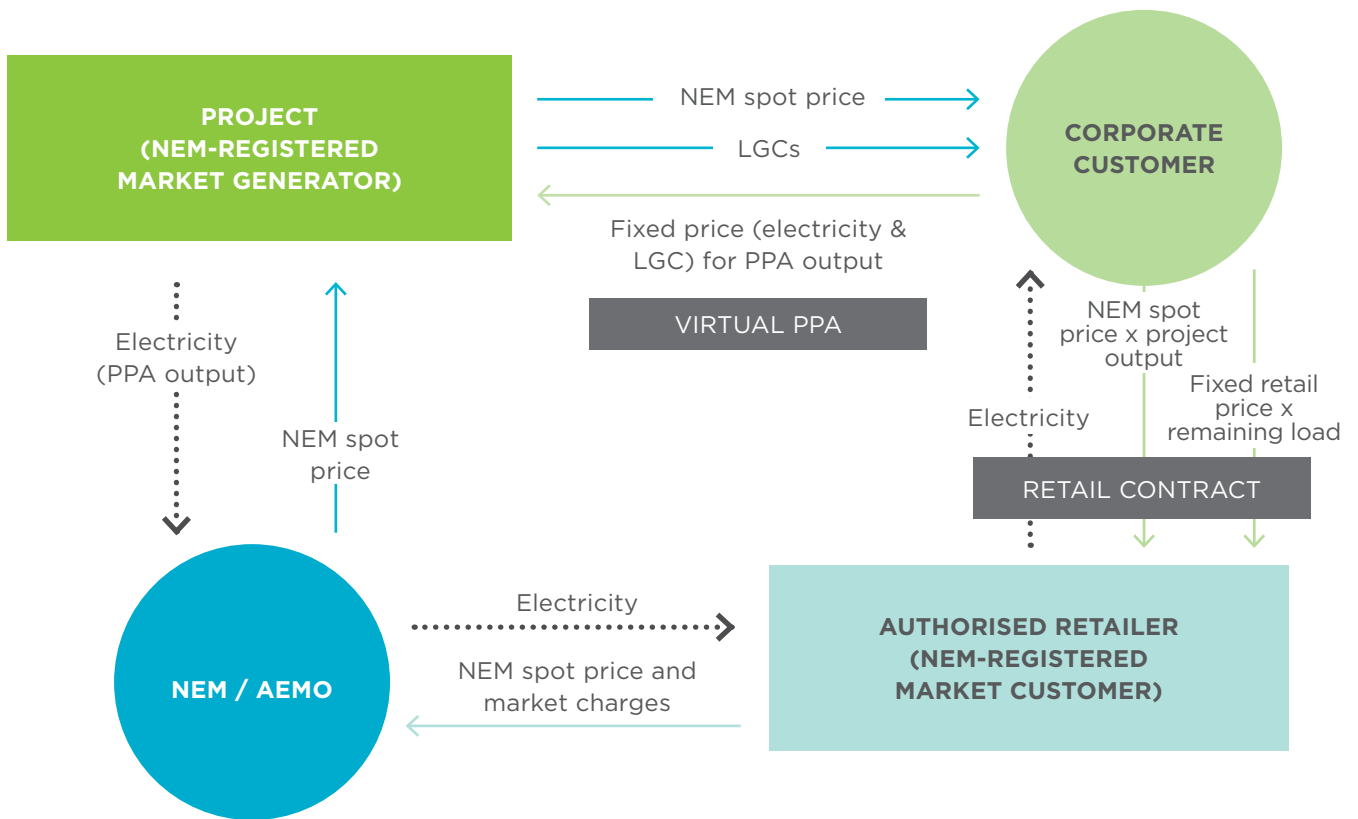 PROJECT
(NEM-REGISTERED
MARKET GENERATOR)
NEM spot price
LGCs
Fixed price (electricity &
LGC) for PPA output
VIRTUAL PPA
CORPORATE
CUSTOMER
Electricity
(PPA output)
NEM spot
price
Electricity
NEM spot
price x project
output
Fixed retail
price x
remaining load
RETAIL CONTRACT
NEM / AEMO
Electricity
NEM spot price and
market charges
AUTHORISED RETAILER
(NEM-REGISTERED
MARKET CUSTOMER)